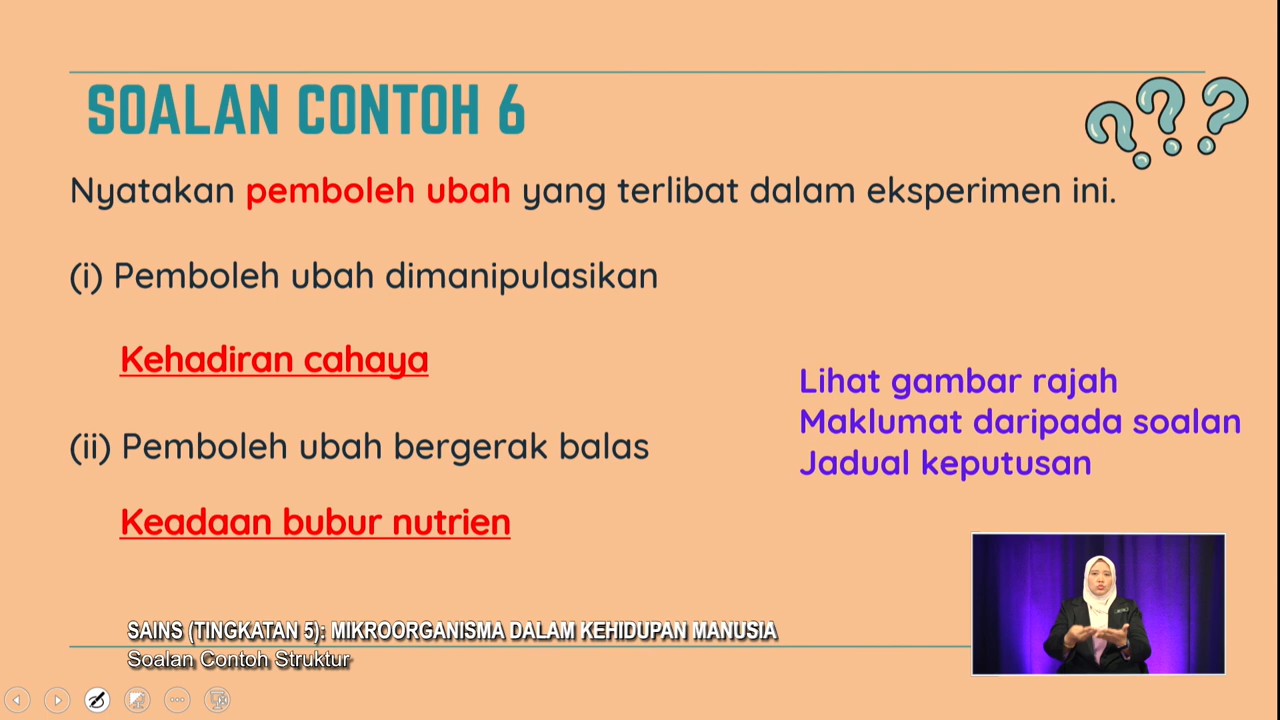 SOALAN CONTOH 6
Nyatakan pemboleh ubah yang terlibat dalam eksperimen ini.
(i) Pemboleh ubah dimanipulasikan
Kehadiran cahaya
Lihat gambar rajah
Maklumat daripada soalan
Jadual keputusan
(ii) Pemboleh ubah bergerak balas
Keadaan bubur nutrien
SAINS (TINGKATAN 5): MIKROORGANISMA DALAM KEHIDUPAN MANUSIA
Soalan Contoh Struktur